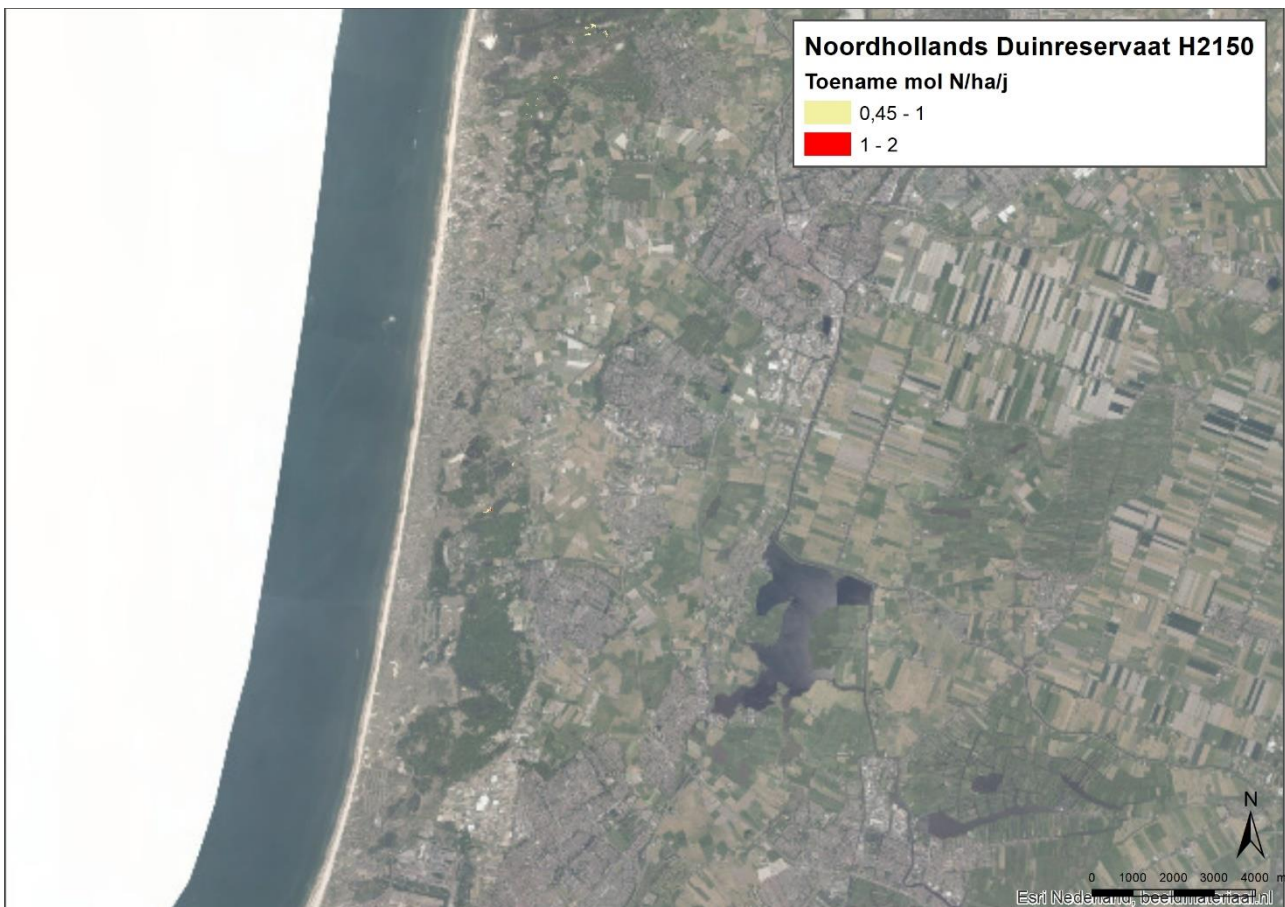 Noordhollands Duinreservaat H2150
Toename mol N/ha/j
0,45 - 1
1 - 2
N
0 1000 2000 3000 4000 m
Esri Nederland, beeldmateriaal.nl